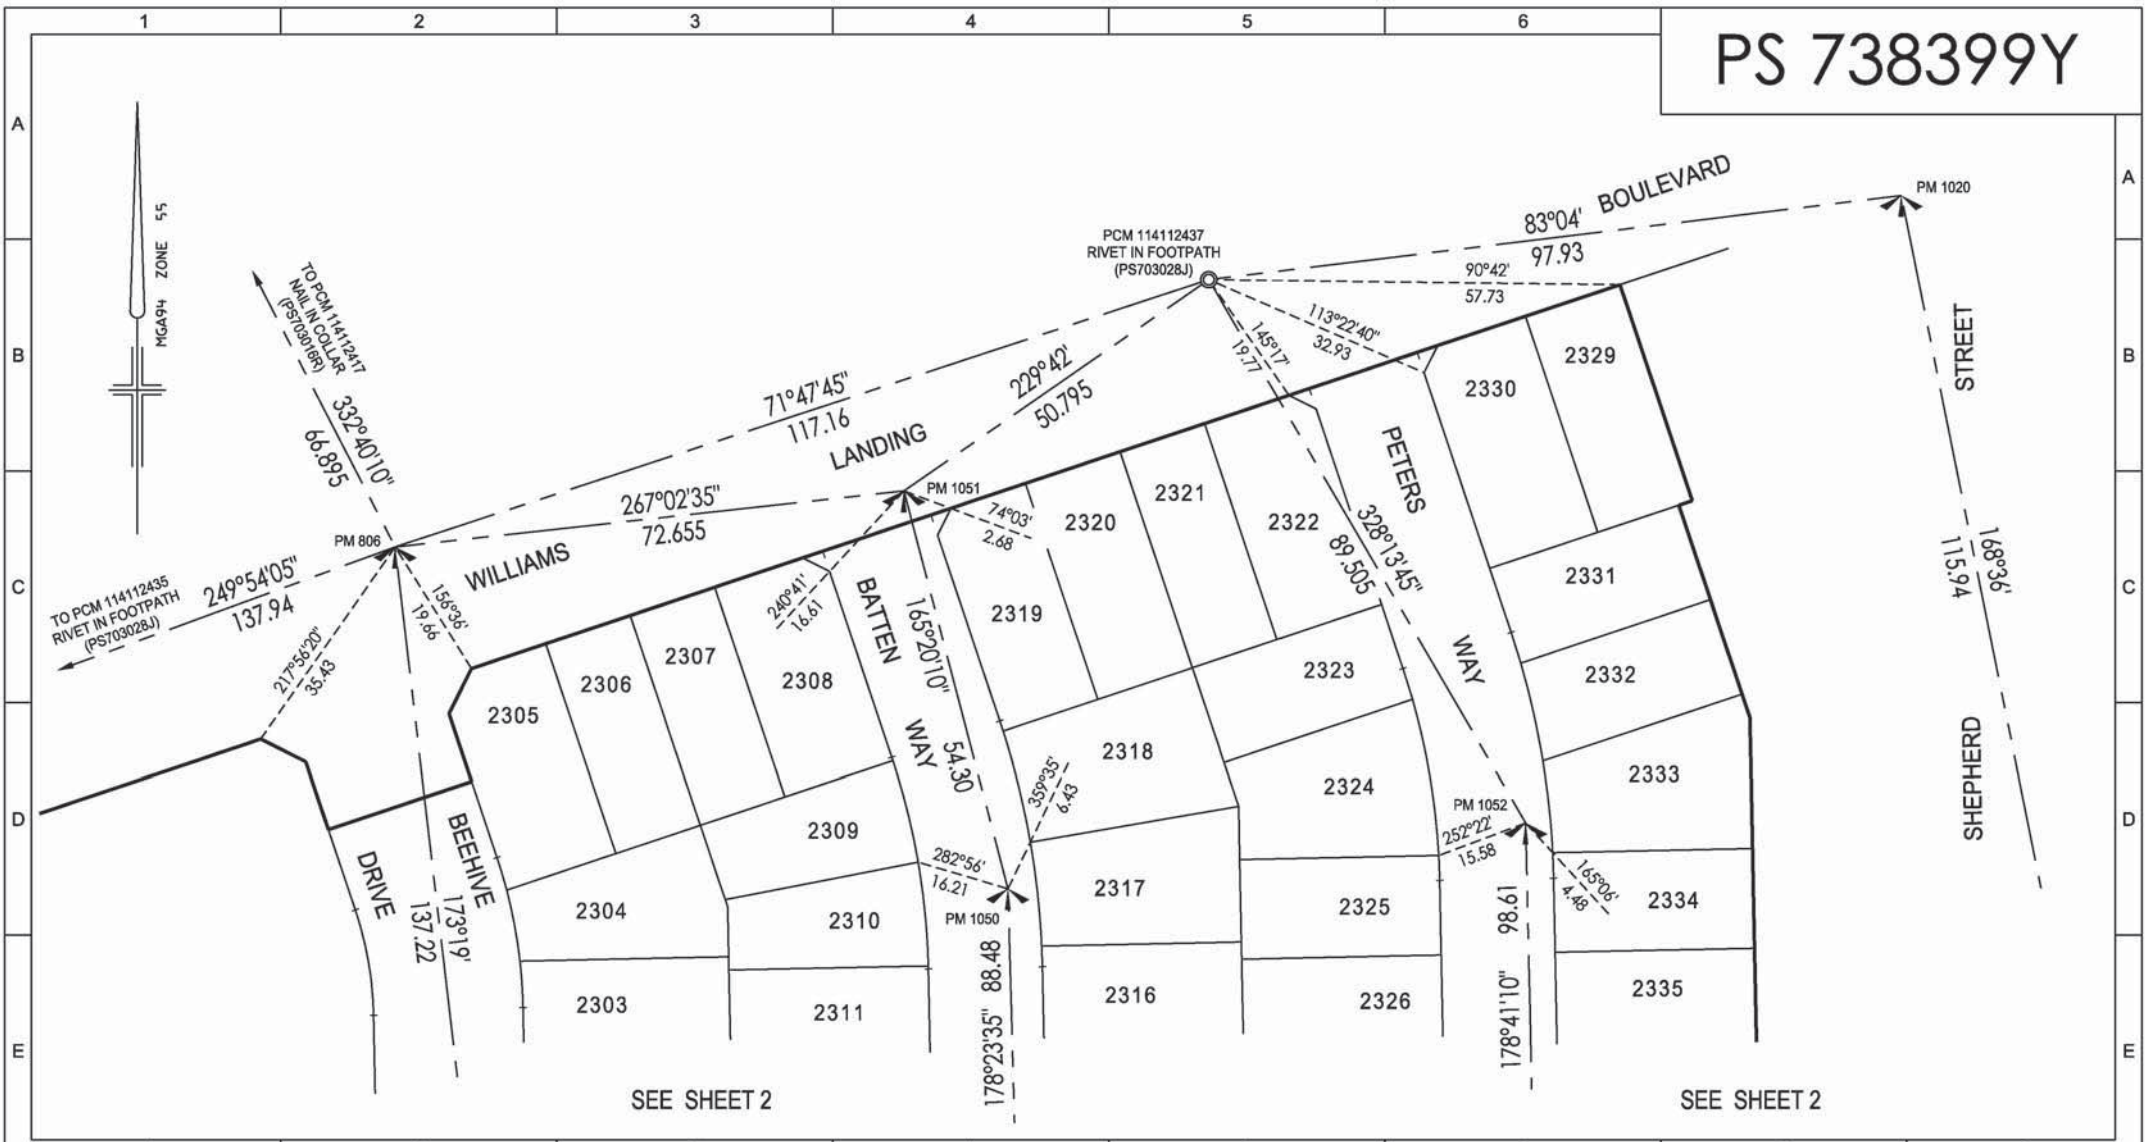 1 2 3 4 5 6
PS 738399Y
A
A
B
B
C
C
D
D
E
E
MGA94 ZONE 55
TO PCM 114112417
NAIL IN COLLAR
(PS703016R)
332°40'10"
66.895
PM 806
TO PCM 114112435
RIVET IN FOOTPATH
(PS703028J)
249°54'05"
137.94
217°56'20"
35.43
156°36'
19.66
71°47'45"
117.16
267°02'35"
72.655
WILLIAMS
LANDING
BOULEVARD
PCM 114112437
RIVET IN FOOTPATH
(PS703028J)
229°42'
50.795
83°04'
97.93
PM 1020
90°42'
57.73
113°22'40"
32.93
145°17'
19.77
PM 1051
74°03'
2.68
240°41'
16.61
BATTEN
WAY
165°20'10"
54.30
PETERS
WAY
328°13'45"
89.505
STREET
SHEPHERD
168°36'
115.94
BEEHIVE
DRIVE
173°19'
137.22
282°56'
16.21
PM 1050
359°35'
6.43
178°23'35" 88.48
PM 1052
252°22'
15.58
165°06'
4.48
178°41'10" 98.61
2329
2330
2331
2332
2333
2334
2335
2321
2320
2322
2319
2323
2318
2324
2317
2325
2316
2326
2308
2307
2306
2305
2309
2304
2310
2303
2311
SEE SHEET 2
SEE SHEET 2